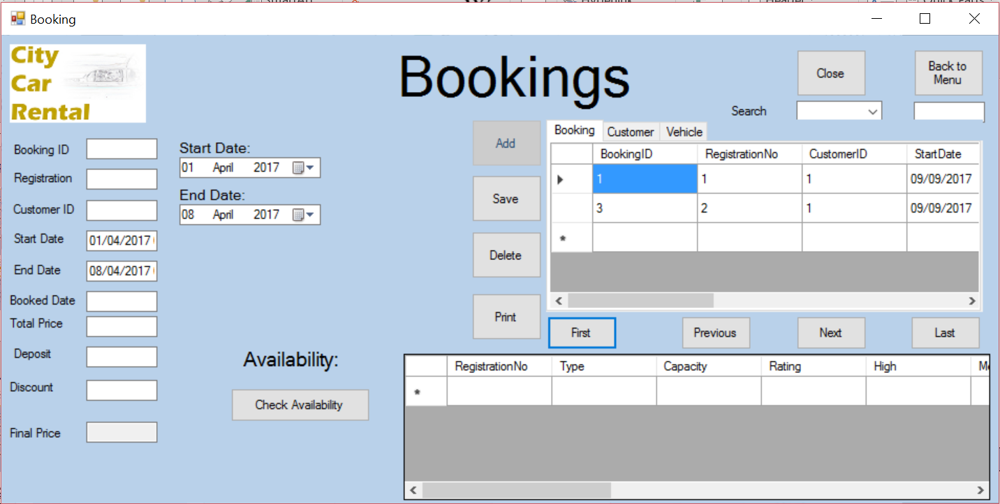 Booking
City
Car
Rental
Bookings
Close
Back to
Menu
Search
Booking ID
Registration
Customer ID
Start Date
01/04/2017
End Date
08/04/2017
Booked Date
Total Price
Deposit
Discount
Final Price
Start Date:
01 April 2017
End Date:
08 April 2017
Availability:
Check Availability
Add
Save
Delete
Print
Booking Customer Vehicle
BookingID RegistrationNo CustomerID StartDate
1 1 1 09/09/2017
3 2 1 09/09/2017
*
First Previous Next Last
RegistrationNo Type Capacity Rating High
*